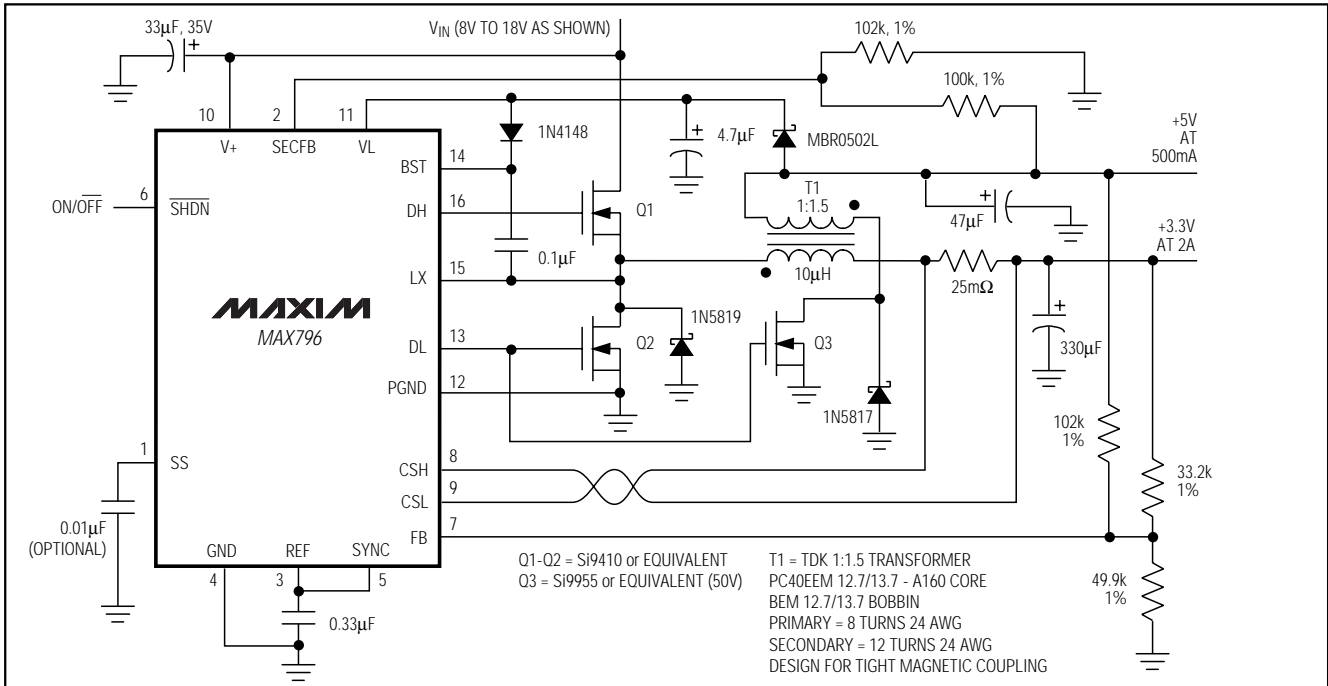 33µF, 35V
V_IN (8V TO 18V AS SHOWN)
102k, 1%
100k, 1%
10
2
11
V+
SECFB
VL
1N4148
4.7µF
MBR0502L
+5V
AT
500mA
14
BST
6
ON/OFF
SHDN
16
DH
Q1
T1
1:1.5
47µF
+3.3V
AT 2A
0.1µF
15
LX
10µH
25mΩ
MAXIM
MAX796
13
DL
Q2
1N5819
Q3
330µF
12
PGND
1N5817
102k
1%
1
SS
8
CSH
33.2k
1%
9
CSL
0.01µF
(OPTIONAL)
7
FB
GND
REF
SYNC
4
3
5
0.33µF
49.9k
1%
Q1-Q2 = Si9410 or EQUIVALENT
Q3 = Si9955 or EQUIVALENT (50V)
T1 = TDK 1:1.5 TRANSFORMER
PC40EEM 12.7/13.7 - A160 CORE
BEM 12.7/13.7 BOBBIN
PRIMARY = 8 TURNS 24 AWG
SECONDARY = 12 TURNS 24 AWG
DESIGN FOR TIGHT MAGNETIC COUPLING